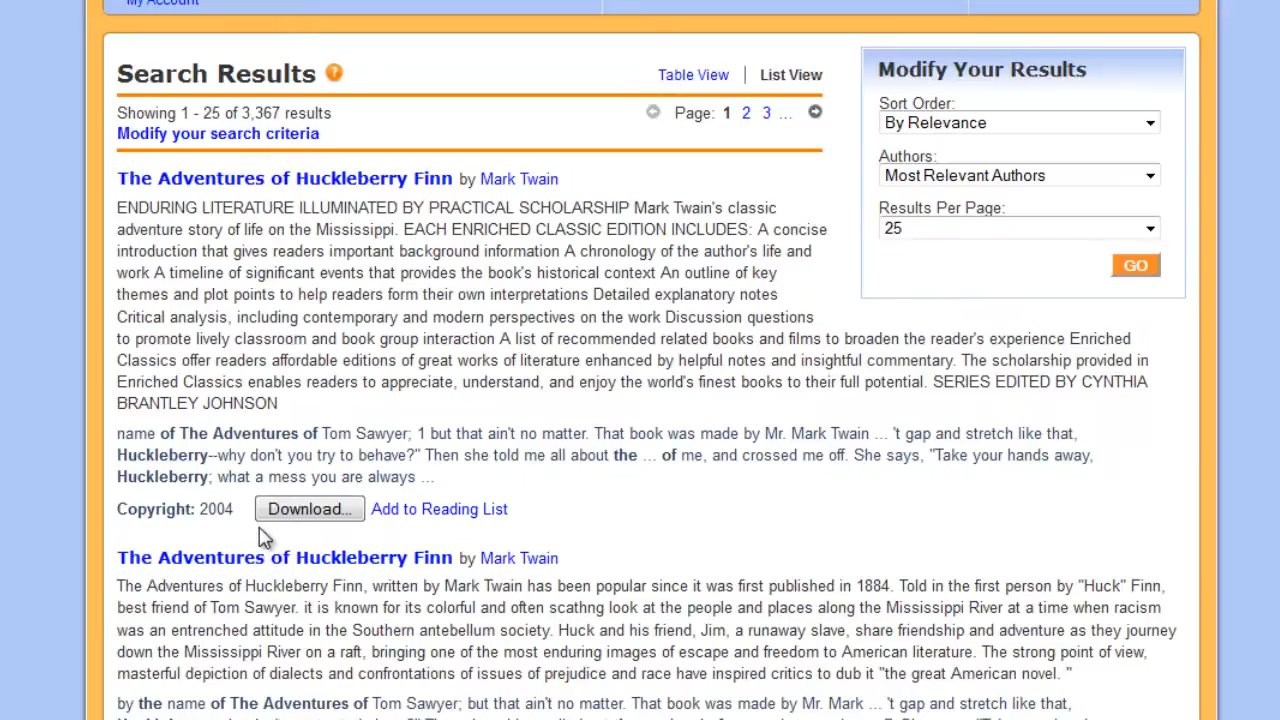 My Account
Search Results ?
Table View | List View
Showing 1 - 25 of 3,367 results
Page: 1 2 3 ...
Modify your search criteria
Modify Your Results
Sort Order:
By Relevance
Authors:
Most Relevant Authors
Results Per Page:
25
GO
The Adventures of Huckleberry Finn by Mark Twain
ENDURING LITERATURE ILLUMINATED BY PRACTICAL SCHOLARSHIP Mark Twain's classic
adventure story of life on the Mississippi. EACH ENRICHED CLASSIC EDITION INCLUDES: A concise
introduction that gives readers important background information A chronology of the author's life and
work A timeline of significant events that provides the book's historical context An outline of key
themes and plot points to help readers form their own interpretations Detailed explanatory notes
Critical analysis, including contemporary and modern perspectives on the work Discussion questions
to promote lively classroom and book group interaction A list of recommended related books and films to broaden the reader's experience Enriched
Classics offer readers affordable editions of great works of literature enhanced by helpful notes and insightful commentary. The scholarship provided in
Enriched Classics enables readers to appreciate, understand, and enjoy the world's finest books to their full potential. SERIES EDITED BY CYNTHIA
BRANTLEY JOHNSON
name of The Adventures of Tom Sawyer; 1 but that ain't no matter. That book was made by Mr. Mark Twain ... 't gap and stretch like that,
Huckleberry--why don't you try to behave?" Then she told me all about the ... of me, and crossed me off. She says, "Take your hands away,
Huckleberry; what a mess you are always ...
Copyright: 2004 Download... Add to Reading List
The Adventures of Huckleberry Finn by Mark Twain
The Adventures of Huckleberry Finn, written by Mark Twain has been popular since it was first published in 1884. Told in the first person by "Huck" Finn,
best friend of Tom Sawyer. it is known for its colorful and often scathng look at the people and places along the Mississippi River at a time when racism
was an entrenched attitude in the Southern antebellum society. Huck and his friend, Jim, a runaway slave, share friendship and adventure as they journey
down the Mississippi River on a raft, bringing one of the most enduring images of escape and freedom to American literature. The strong point of view,
masterful depiction of dialects and confrontations of issues of prejudice and race have inspired critics to dub it "the great American novel. "
by the name of The Adventures of Tom Sawyer; but that ain't no matter. That book was made by Mr. Mark ... 't gap and stretch like that,